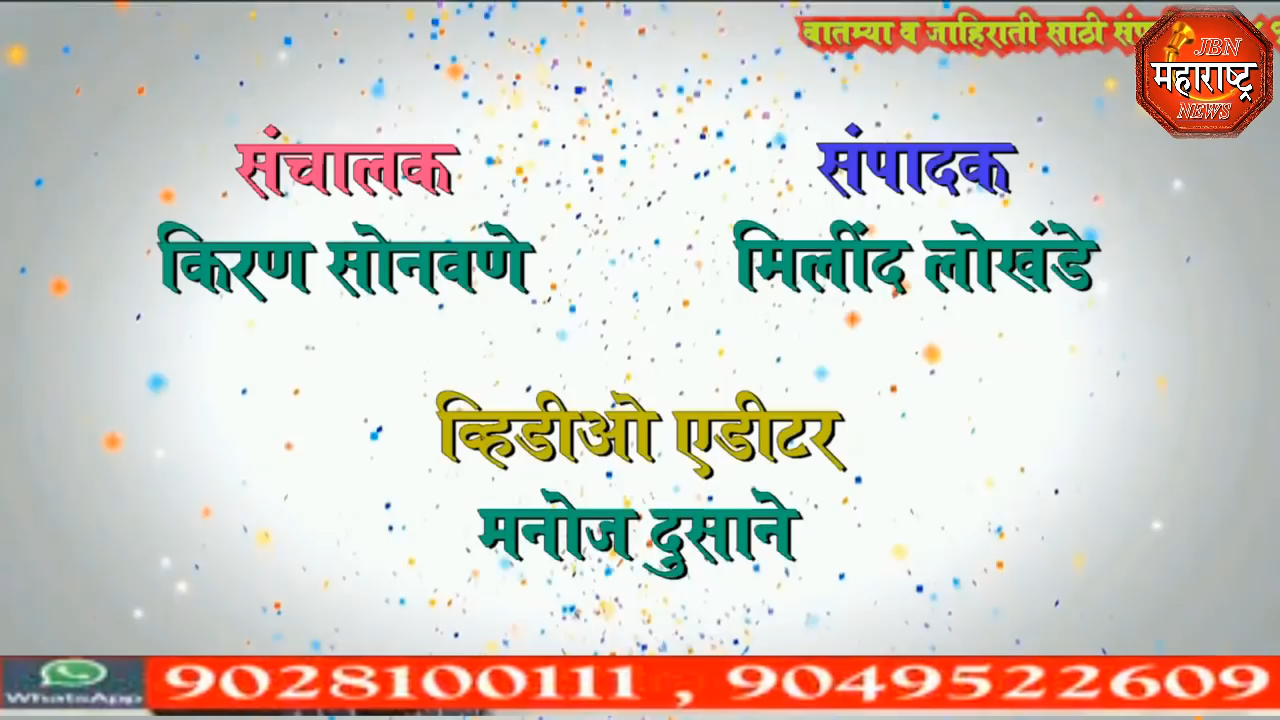 वातम्या व जाहिराती साठी
JBN
महाराष्ट्र
NEWS
संचालक
संपादक
किरण सोनवणे
मिलींद लोखंडे
व्हिडीओ एडीटर
मनोज दुसाने
WhatsApp
9028100111 , 9049522609